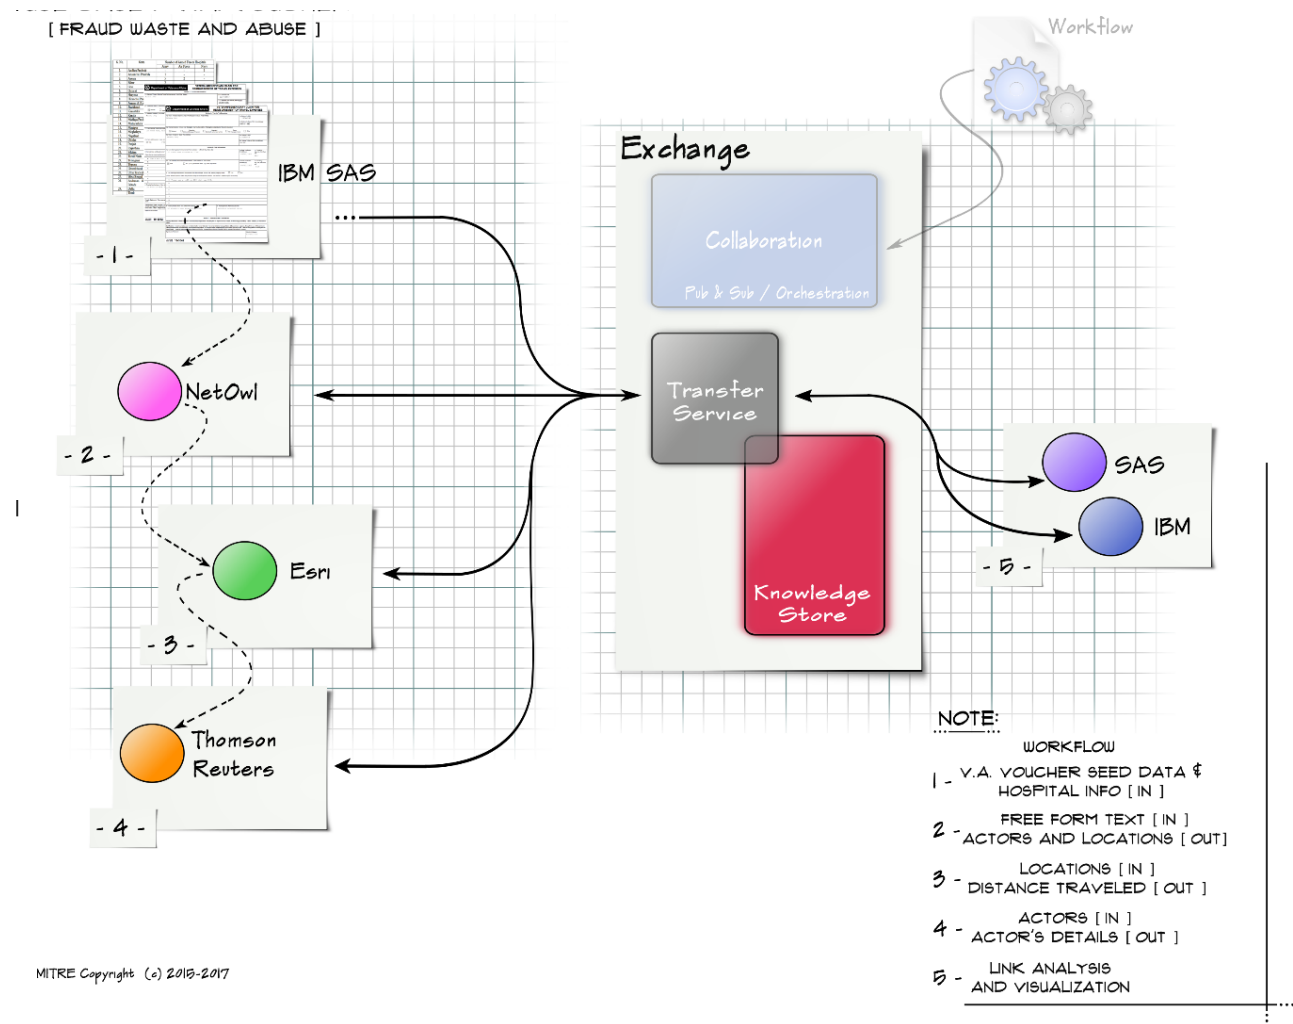 [ FRAUD WASTE AND ABUSE ]
Workflow
IBM SAS
...
- 1 -
NetOwl
- 2 -
Esri
- 3 -
Thomson
Reuters
- 4 -
Exchange
Collaboration
Pub & Sub / Orchestration
Transfer
Service
Knowledge
Store
SAS
IBM
- 5 -
NOTE:
WORKFLOW
1 - V.A. VOUCHER SEED DATA &
HOSPITAL INFO [ IN ]
2 - FREE FORM TEXT [ IN ]
ACTORS AND LOCATIONS [ OUT]
3 - LOCATIONS [ IN ]
DISTANCE TRAVELED [ OUT ]
4 - ACTORS [ IN ]
ACTOR'S DETAILS [ OUT ]
5 - LINK ANALYSIS
AND VISUALIZATION
MITRE Copyright (c) 2015-2017